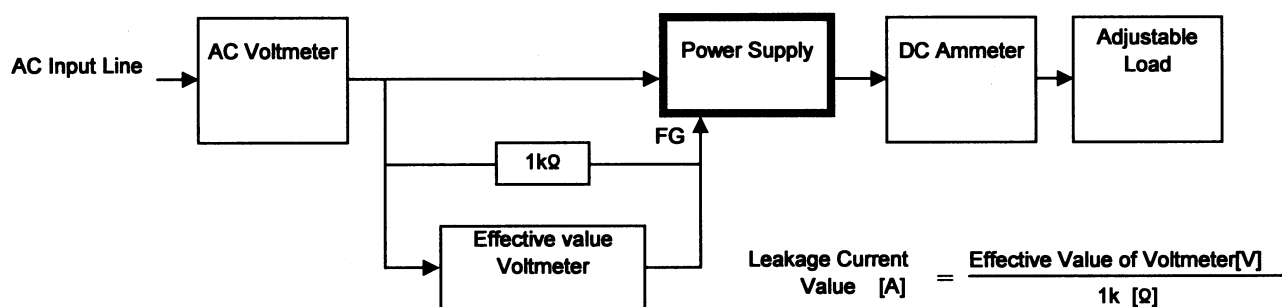 AC Input Line
AC Voltmeter
Power Supply
DC Ammeter
Adjustable
Load
FG
1kΩ
Effective value
Voltmeter
Leakage Current
Value [A]
=
Effective Value of Voltmeter[V]
1k [Ω]